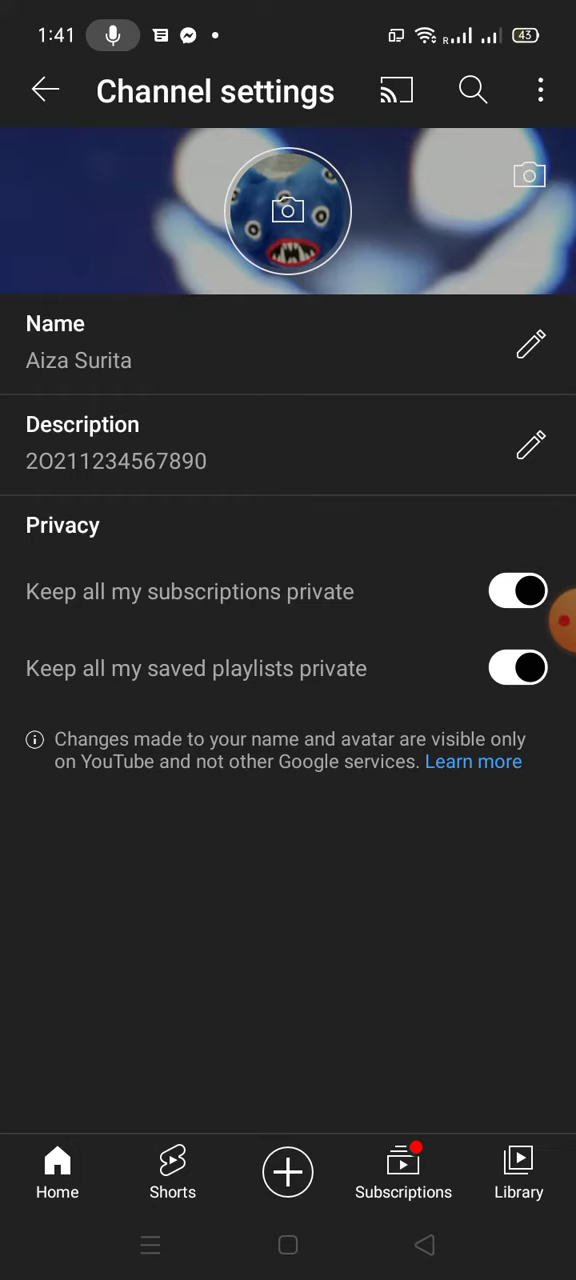 1:41
R
43
Channel settings
Name
Aiza Surita
Description
2O211234567890
Privacy
Keep all my subscriptions private
Keep all my saved playlists private
Changes made to your name and avatar are visible only
on YouTube and not other Google services. Learn more
Home
Shorts
Subscriptions
Library